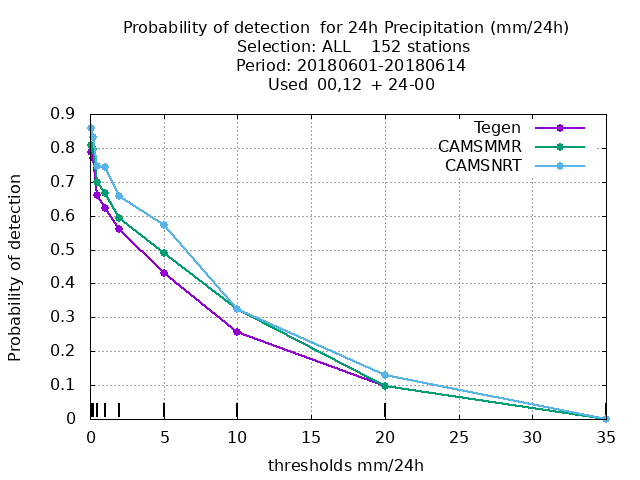 Probability of detection  for 24h Precipitation (mm/24h)
Selection: ALL    152 stations
Period: 20180601-20180614
Used  00,12  + 24-00
Tegen
CAMSMMR
CAMSNRT
0.9
0.8
0.7
0.6
0.5
0.4
0.3
0.2
0.1
0
Probability of detection
0 5 10 15 20 25 30 35
thresholds mm/24h